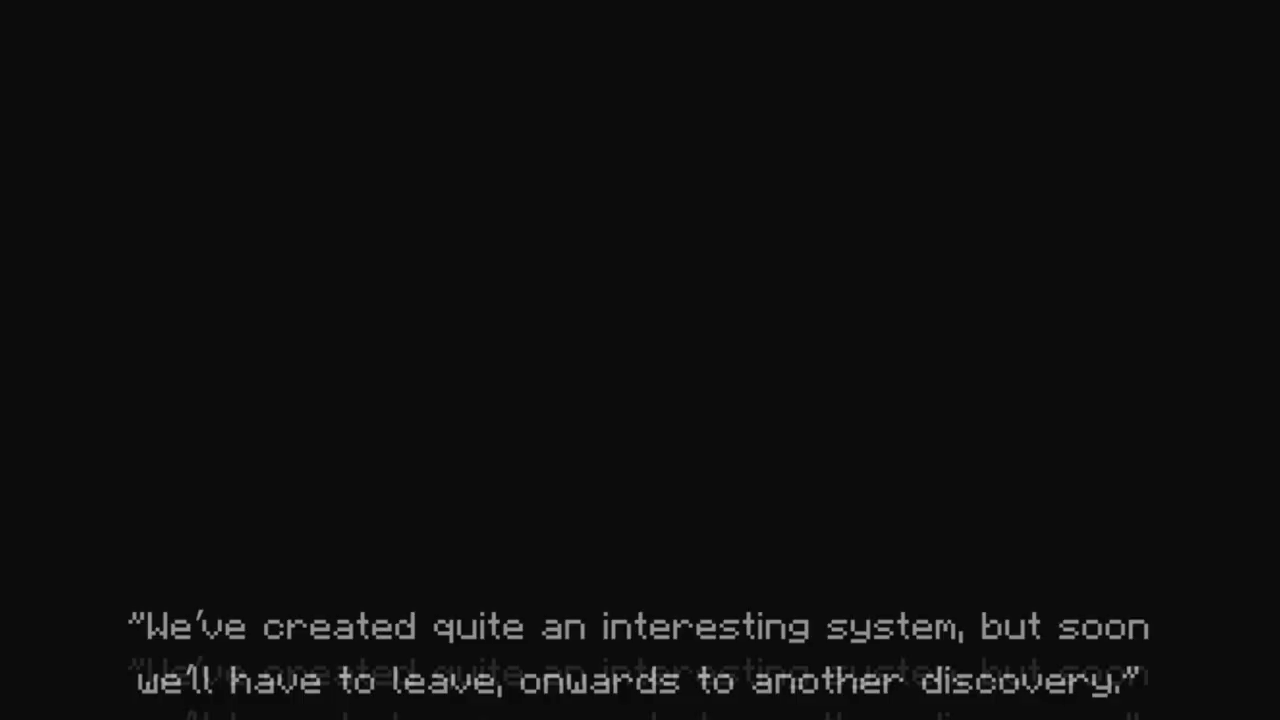 "We've created quite an interesting system, but soon
we'll have to leave, onwards to another discovery."